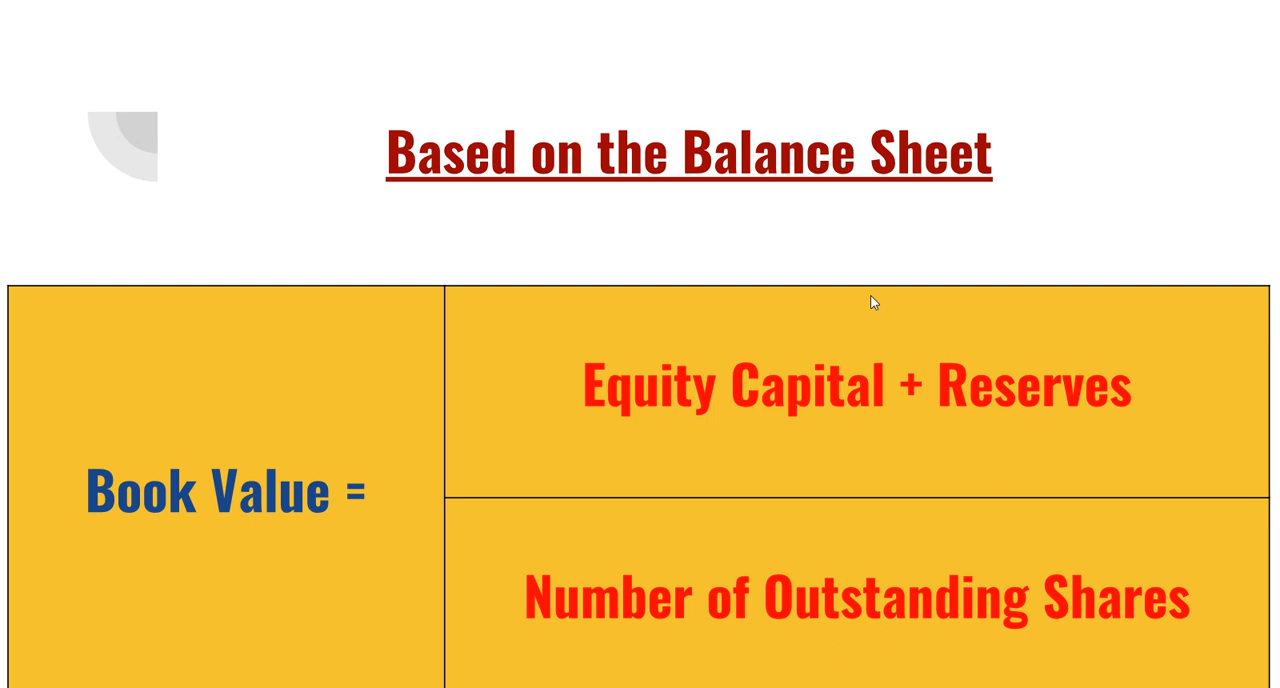 Based on the Balance Sheet
Equity Capital + Reserves
Book Value =
Number of Outstanding Shares